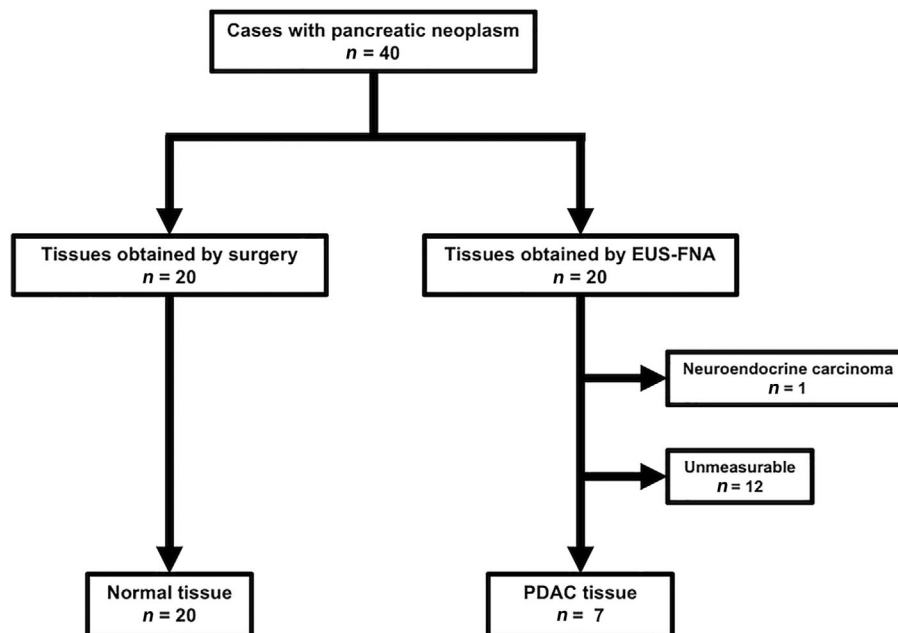 Cases with pancreatic neoplasm
n = 40
Tissues obtained by surgery
n = 20
Tissues obtained by EUS-FNA
n = 20
Neuroendocrine carcinoma
n = 1
Unmeasurable
n = 12
Normal tissue
n = 20
PDAC tissue
n = 7